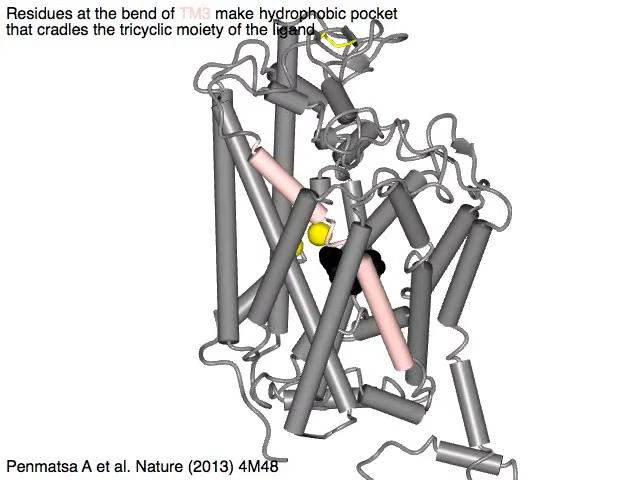 Residues at the bend of TM3 make hydrophobic pocket
that cradles the tricyclic moiety of the ligand
Penmatsa A et al. Nature (2013) 4M48